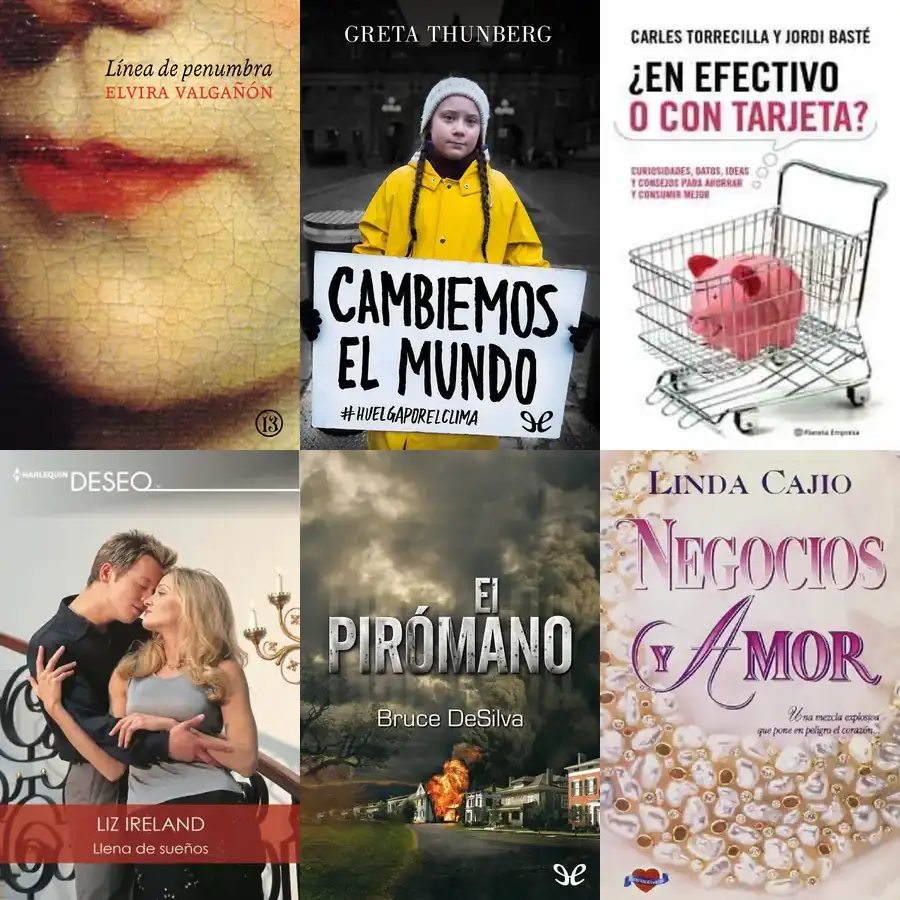 Línea de penumbra
ELVIRA VALGAÑÓN
13
GRETA THUNBERG
CAMBIEMOS
EL MUNDO
#HUELGAPORELCLIMA
CARLES TORRECILLA Y JORDI BASTÉ
¿EN EFECTIVO
O CON TARJETA?
CURIOSIDADES, DATOS, IDEAS
Y CONSEJOS PARA AHORRAR
Y CONSUMIR MEJOR
Planeta Empresa
HARLEQUIN DESEO
LIZ IRELAND
Llena de sueños
El
PIRÓMANO
Bruce DeSilva
LINDA CAJIO
NEGOCIOS
Y AMOR
Una mezcla explosiva
que pone en peligro el corazón...